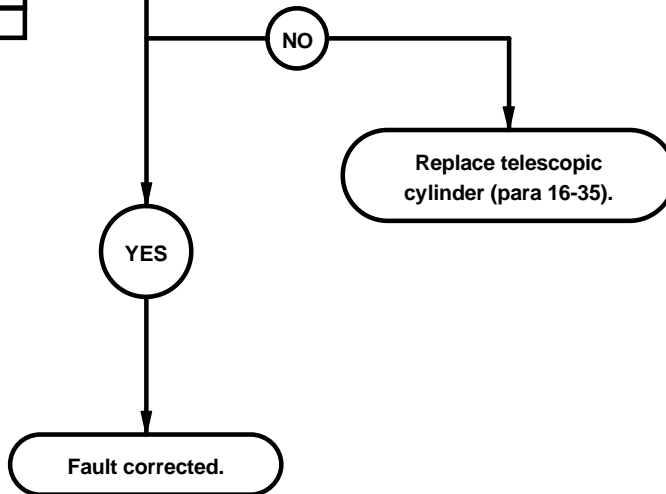 NO
Replace telescopic
cylinder (para 16-35).
YES
Fault corrected.